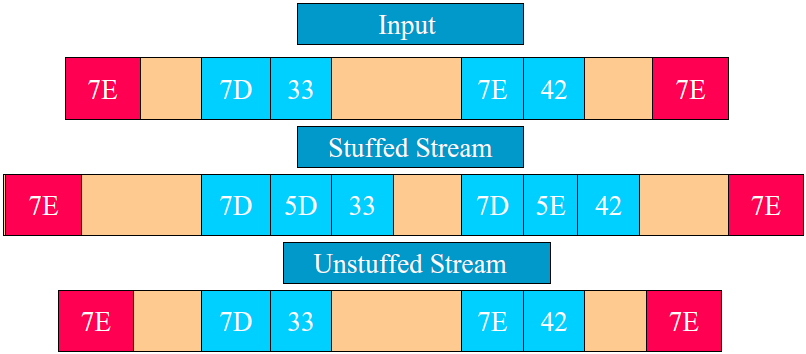 Input
7E 7D 33 7E 42 7E
Stuffed Stream
7E 7D 5D 33 7D 5E 42 7E
Unstuffed Stream
7E 7D 33 7E 42 7E